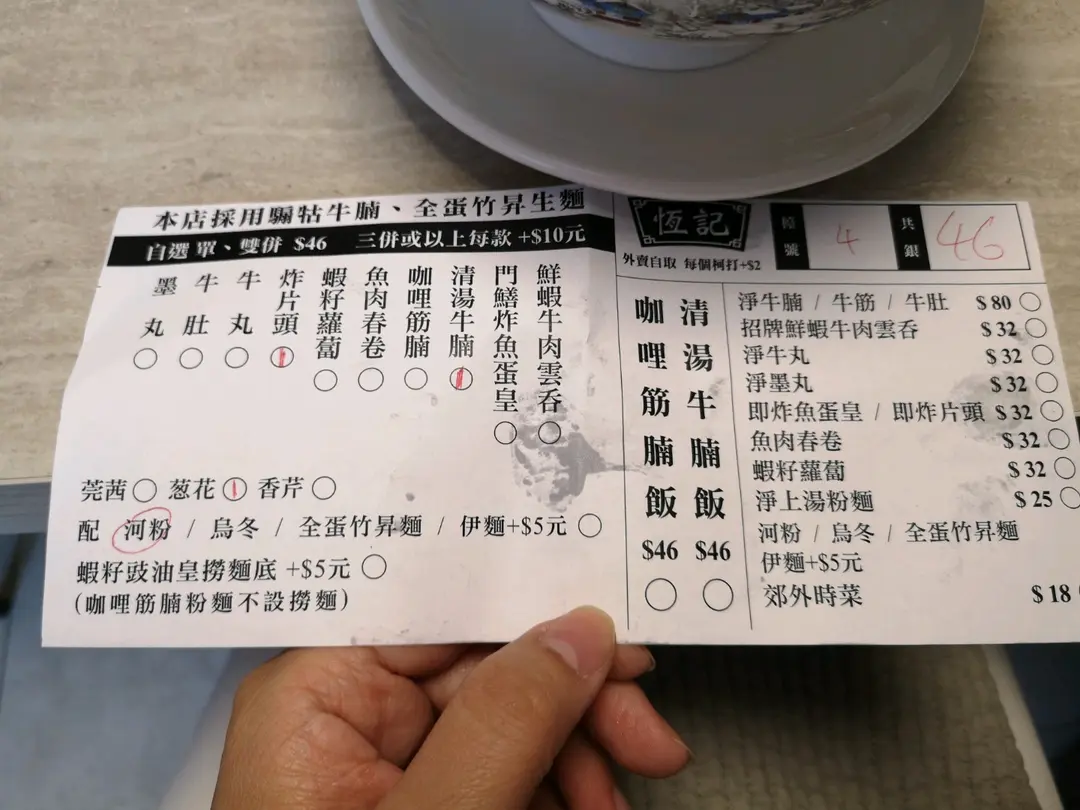 本店採用騸牯牛腩、全蛋竹昇生麵
自選單、雙併 $46 三併或以上每款 +$10元
墨丸
牛肚
牛丸
炸片頭
蝦籽蘿蔔
魚肉春卷
咖哩筋腩
清湯牛腩
門鱔炸魚蛋皇
鮮蝦牛肉雲吞
莞茜 葱花 香芹
配 河粉 / 烏冬 / 全蛋竹昇麵 / 伊麵+$5元
蝦籽豉油皇撈麵底 +$5元
(咖哩筋腩粉麵不設撈麵)
恆記
外賣自取 每個柯打+$2
檯號 4
共銀 46
咖哩筋腩飯 $46
清湯牛腩飯 $46
淨牛腩 / 牛筋 / 牛肚 $80
招牌鮮蝦牛肉雲吞 $32
淨牛丸 $32
淨墨丸 $32
即炸魚蛋皇 / 即炸片頭 $32
魚肉春卷 $32
蝦籽蘿蔔 $32
淨上湯粉麵 $25
河粉 / 烏冬 / 全蛋竹昇麵
伊麵+$5元
郊外時菜 $18